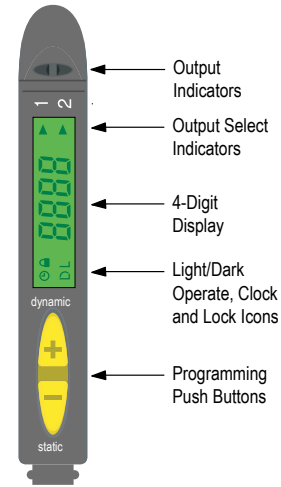 Output
Indicators
1 2
Output Select
Indicators
8888
4-Digit
Display
D L
Light/Dark
Operate, Clock
and Lock Icons
dynamic
+
Programming
Push Buttons
−
static